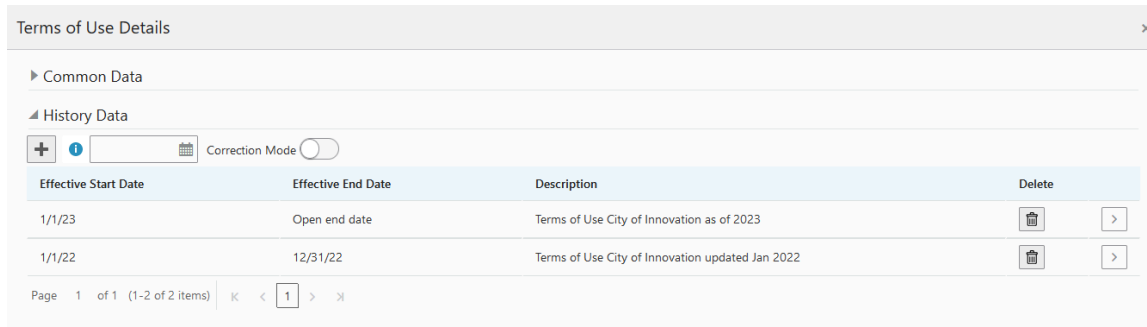 Terms of Use Details
Common Data
History Data
Correction Mode
Effective Start Date Effective End Date Description Delete
1/1/23 Open end date Terms of Use City of Innovation as of 2023
1/1/22 12/31/22 Terms of Use City of Innovation updated Jan 2022
Page 1 of 1 (1-2 of 2 items) 1